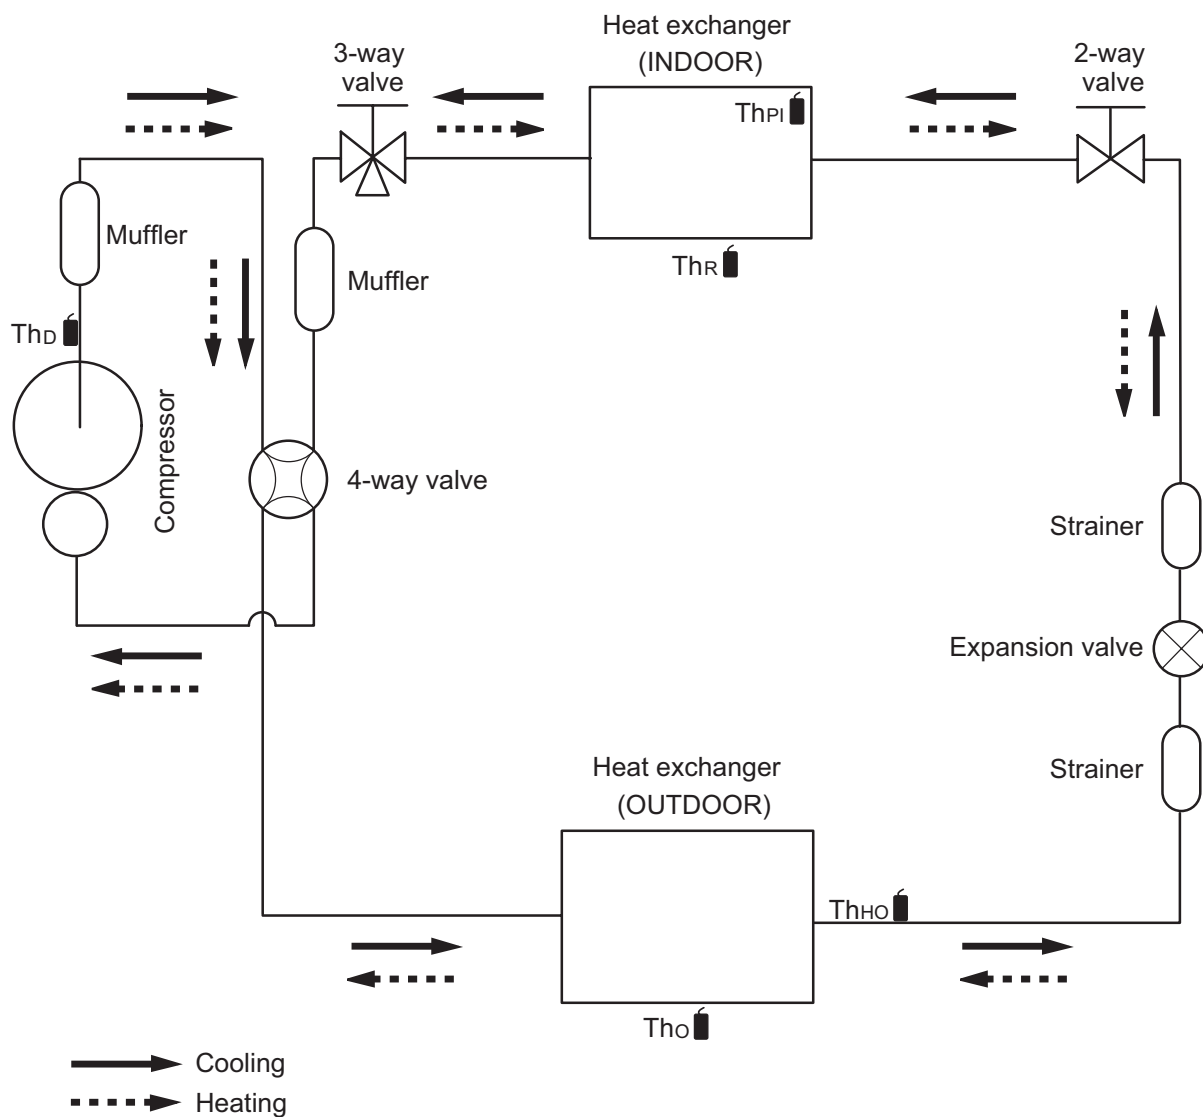 Heat exchanger
(INDOOR)
3-way
valve
2-way
valve
ThPI
Muffler
ThR
Muffler
ThD
Compressor
4-way valve
Strainer
Expansion valve
Heat exchanger
(OUTDOOR)
Strainer
ThHO
ThO
Cooling
Heating